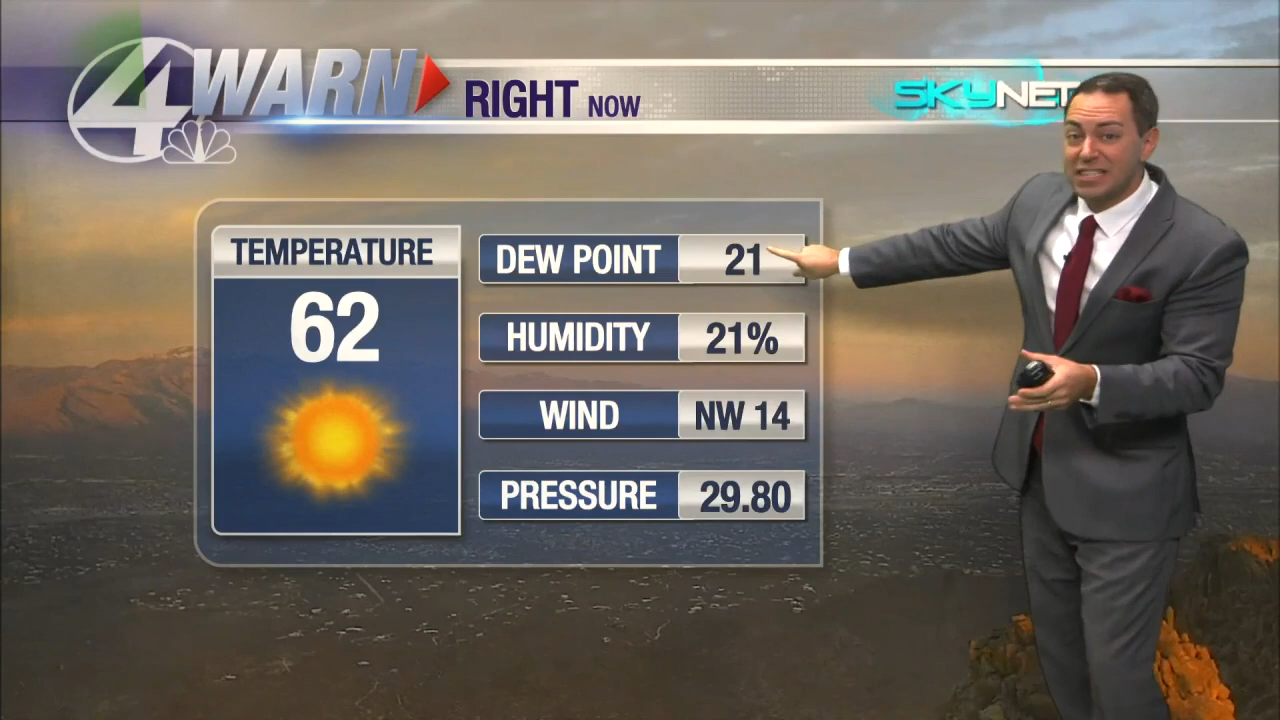 4WARN RIGHT NOW
SKYNET
TEMPERATURE
62
DEW POINT 21
HUMIDITY 21%
WIND NW 14
PRESSURE 29.80